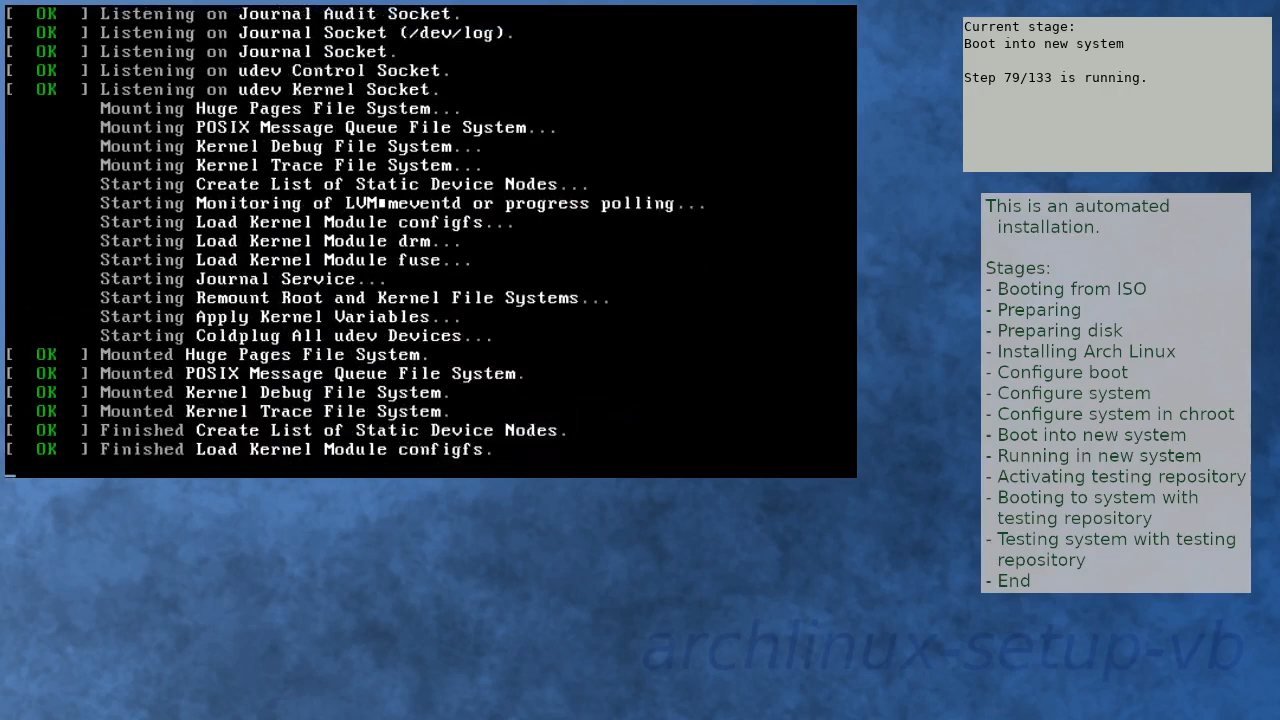 [  OK  ] Listening on Journal Audit Socket.
[  OK  ] Listening on Journal Socket (/dev/log).
[  OK  ] Listening on Journal Socket.
[  OK  ] Listening on udev Control Socket.
[  OK  ] Listening on udev Kernel Socket.
Mounting Huge Pages File System...
Mounting POSIX Message Queue File System...
Mounting Kernel Debug File System...
Mounting Kernel Trace File System...
Starting Create List of Static Device Nodes...
Starting Monitoring of LVM■meventd or progress polling...
Starting Load Kernel Module configfs...
Starting Load Kernel Module drm...
Starting Load Kernel Module fuse...
Starting Journal Service...
Starting Remount Root and Kernel File Systems...
Starting Apply Kernel Variables...
Starting Coldplug All udev Devices...
[  OK  ] Mounted Huge Pages File System.
[  OK  ] Mounted POSIX Message Queue File System.
[  OK  ] Mounted Kernel Debug File System.
[  OK  ] Mounted Kernel Trace File System.
[  OK  ] Finished Create List of Static Device Nodes.
[  OK  ] Finished Load Kernel Module configfs.
_
Current stage:
Boot into new system
Step 79/133 is running.
This is an automated
installation.
Stages:
- Booting from ISO
- Preparing
- Preparing disk
- Installing Arch Linux
- Configure boot
- Configure system
- Configure system in chroot
- Boot into new system
- Running in new system
- Activating testing repository
- Booting to system with
testing repository
- Testing system with testing
repository
- End
archlinux-setup-vb